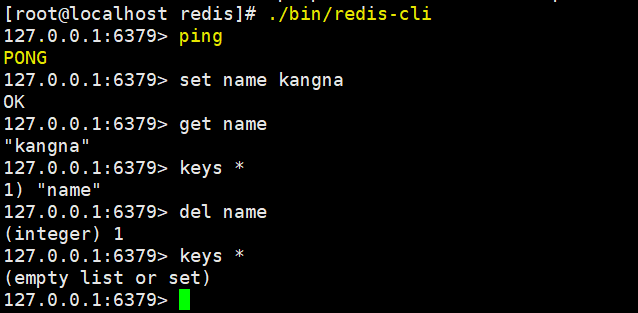 [root@localhost redis]# ./bin/redis-cli
127.0.0.1:6379> ping
PONG
127.0.0.1:6379> set name kangna
OK
127.0.0.1:6379> get name
"kangna"
127.0.0.1:6379> keys *
1) "name"
127.0.0.1:6379> del name
(integer) 1
127.0.0.1:6379> keys *
(empty list or set)
127.0.0.1:6379>